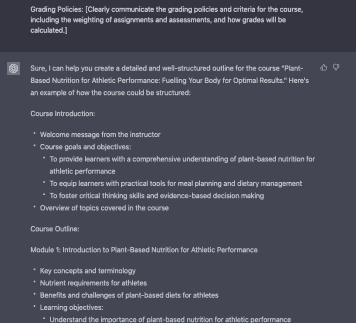 Grading Policies: [Clearly communicate the grading policies and criteria for the course,
including the weighting of assignments and assessments, and how grades will be
calculated.]
Sure, I can help you create a detailed and well-structured outline for the course "Plant-
Based Nutrition for Athletic Performance: Fuelling Your Body for Optimal Results." Here's
an example of how the course could be structured:
Course Introduction:
• Welcome message from the instructor
• Course goals and objectives:
• To provide learners with a comprehensive understanding of plant-based nutrition for
athletic performance
• To equip learners with practical tools for meal planning and dietary management
• To foster critical thinking skills and evidence-based decision making
• Overview of topics covered in the course
Course Outline:
Module 1: Introduction to Plant-Based Nutrition for Athletic Performance
• Key concepts and terminology
• Nutrient requirements for athletes
• Benefits and challenges of plant-based diets for athletes
• Learning objectives:
• Understand the importance of plant-based nutrition for athletic performance